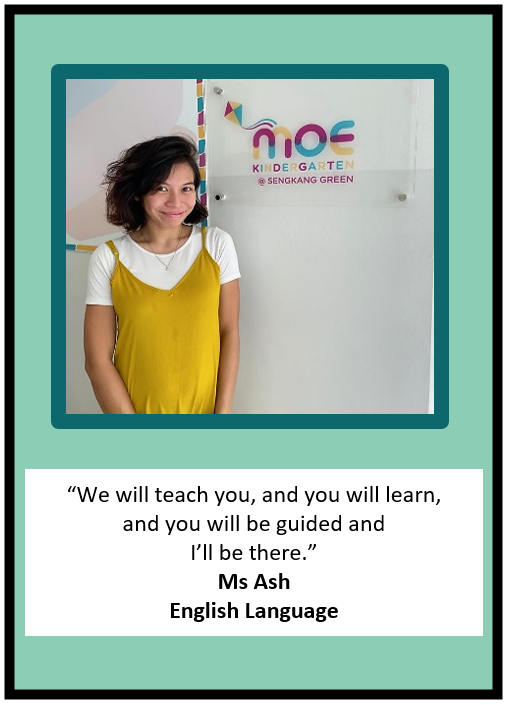 MOE
KINDERGARTEN
@ SENGKANG GREEN
“We will teach you, and you will learn,
and you will be guided and
I’ll be there.”
Ms Ash
English Language